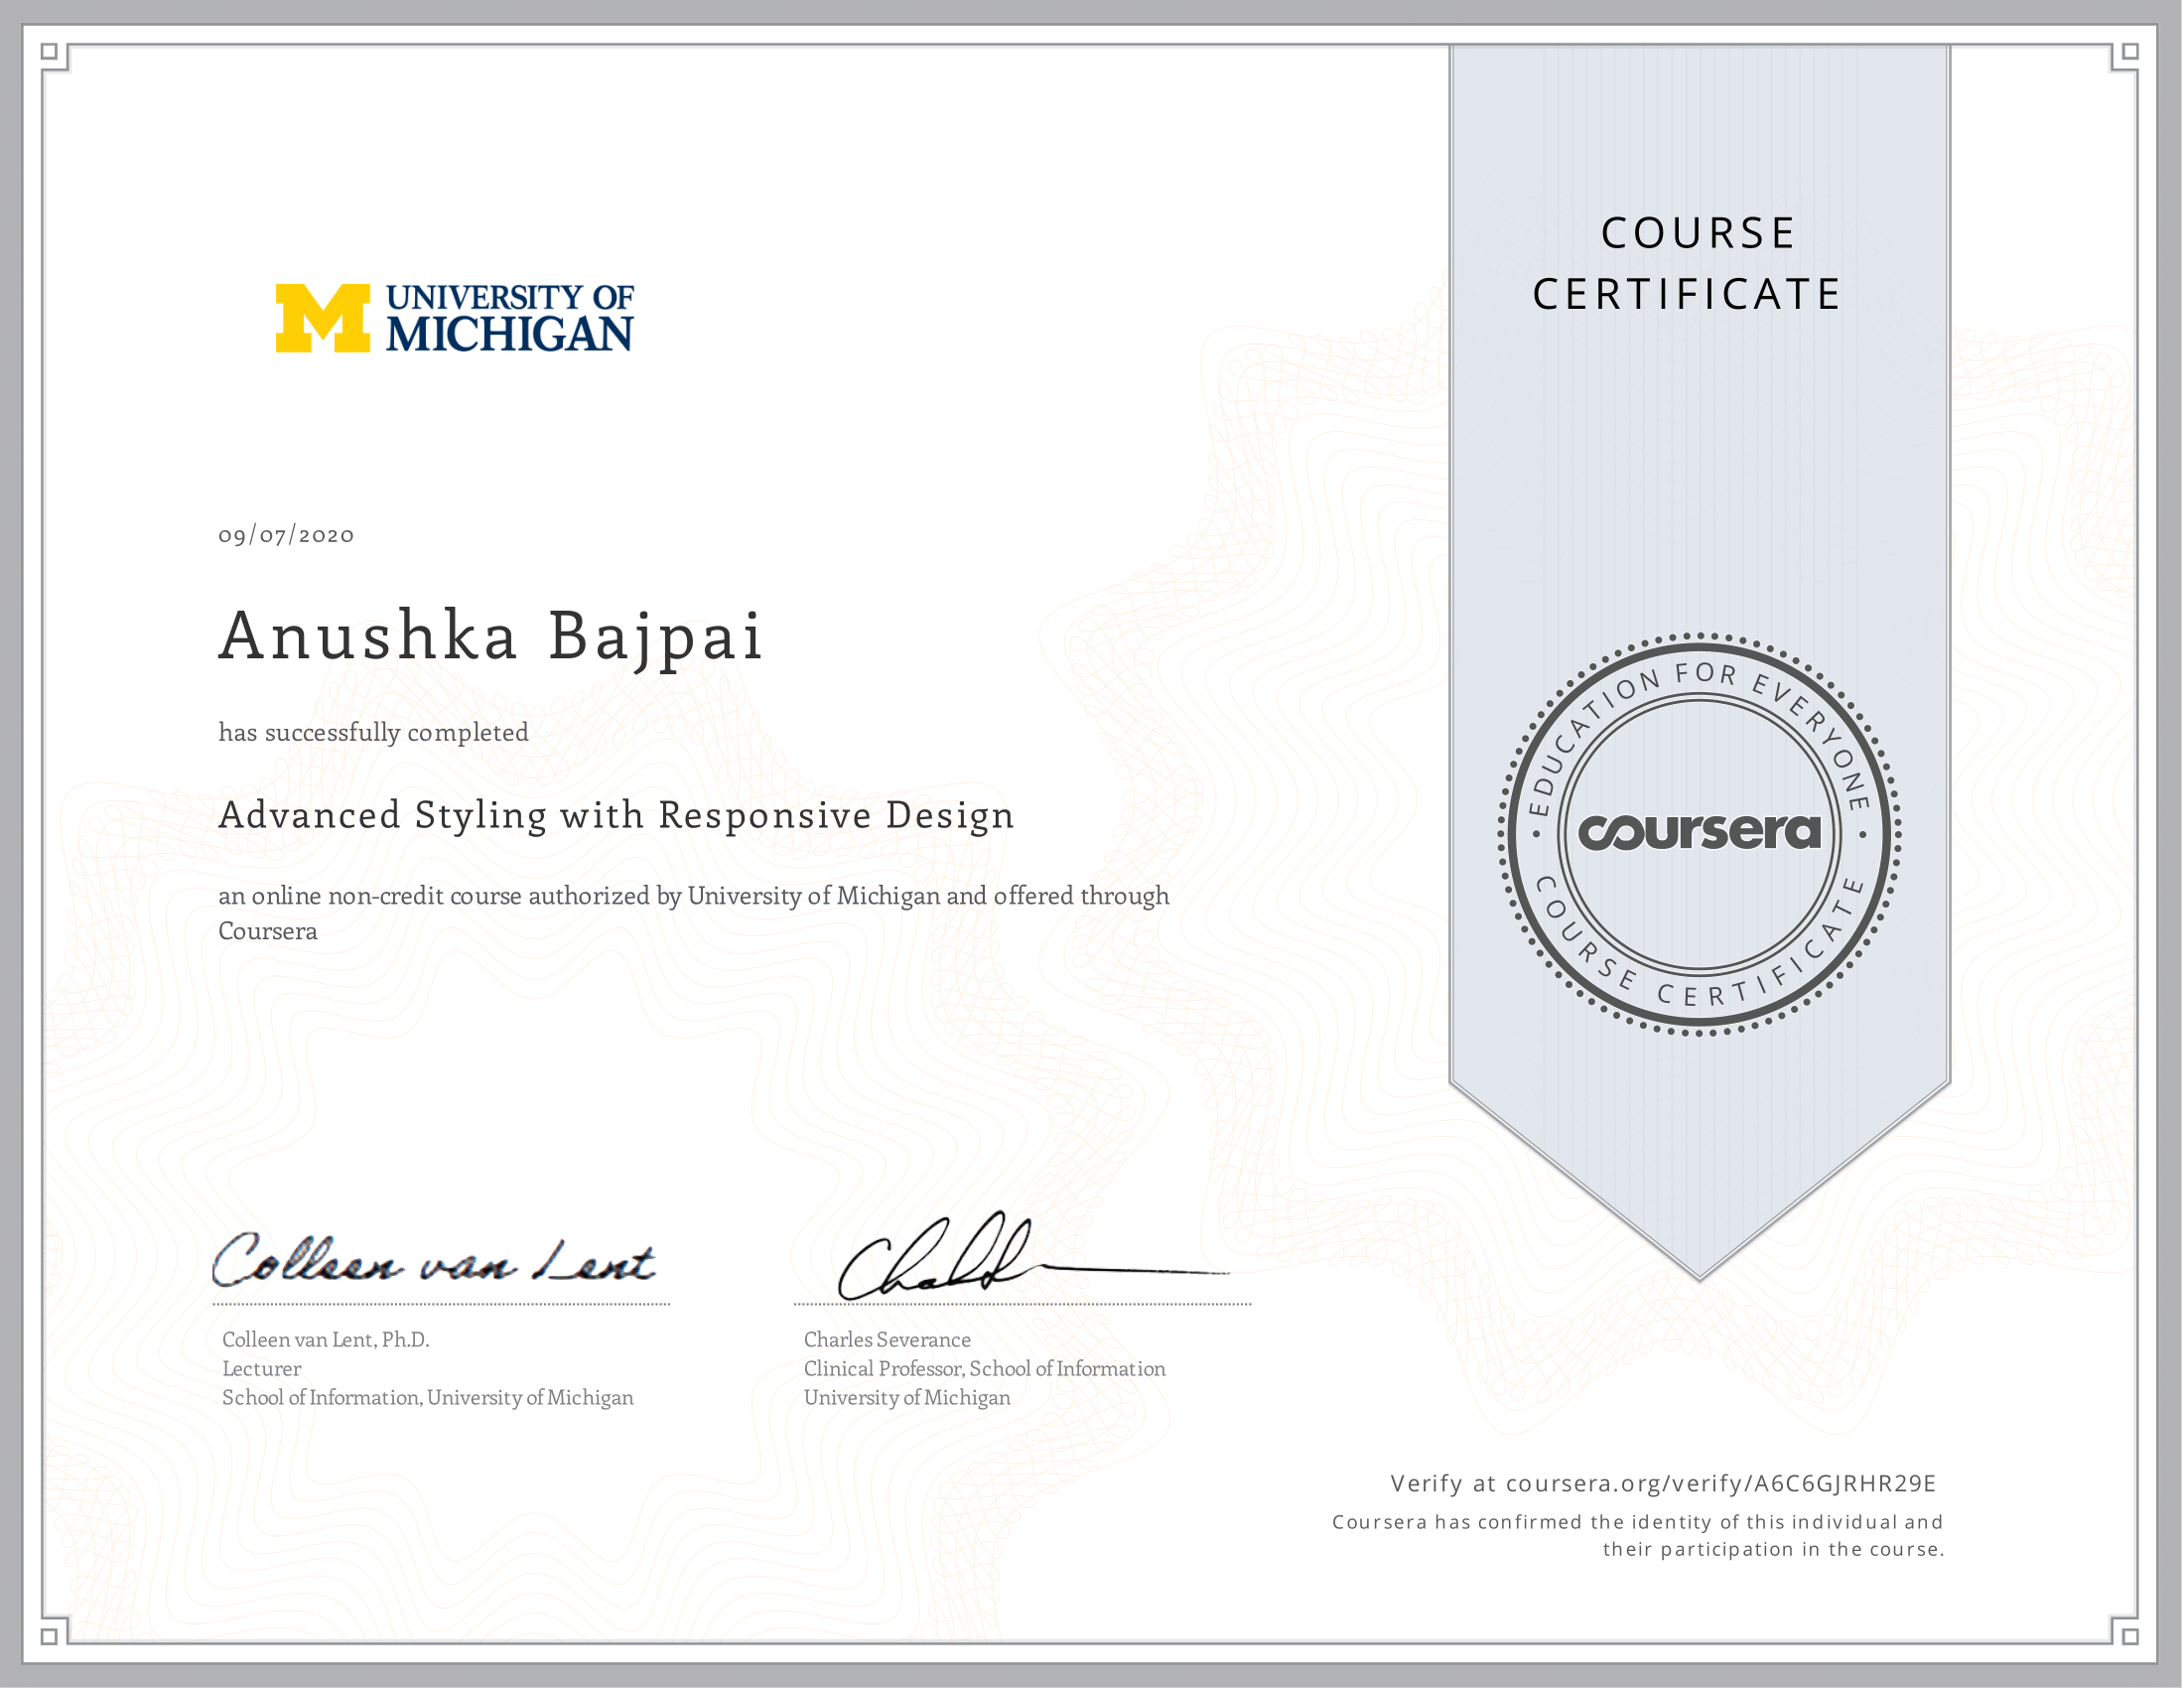 UNIVERSITY OF
MICHIGAN
COURSE
CERTIFICATE
09/07/2020
Anushka Bajpai
has successfully completed
Advanced Styling with Responsive Design
an online non-credit course authorized by University of Michigan and offered through
Coursera
EDUCATION FOR EVERYONE
coursera
COURSE CERTIFICATE
Colleen van Lent
Colleen van Lent, Ph.D.
Lecturer
School of Information, University of Michigan
Charles Severance
Clinical Professor, School of Information
University of Michigan
Verify at coursera.org/verify/A6C6GJRHR29E
Coursera has confirmed the identity of this individual and
their participation in the course.